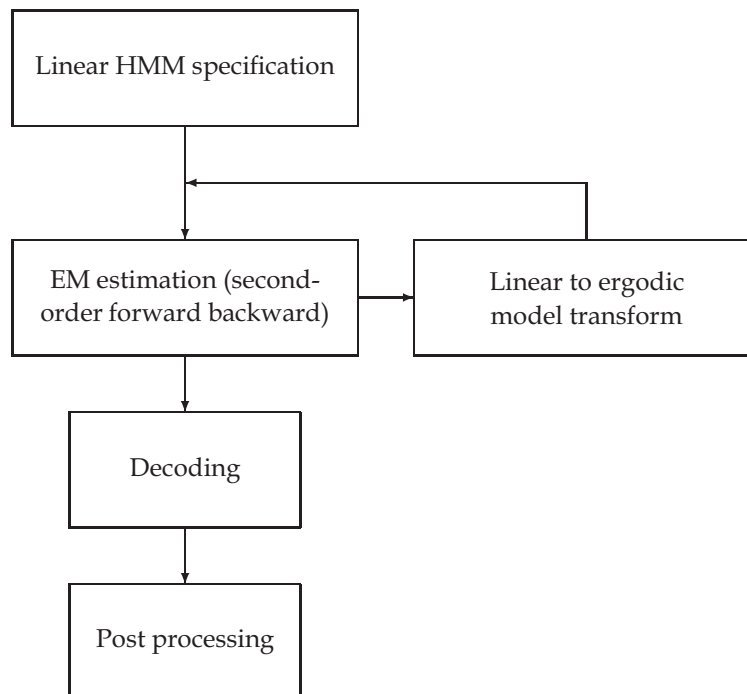 Linear HMM specification
EM estimation (second-
order forward backward)
Linear to ergodic
model transform
Decoding
Post processing